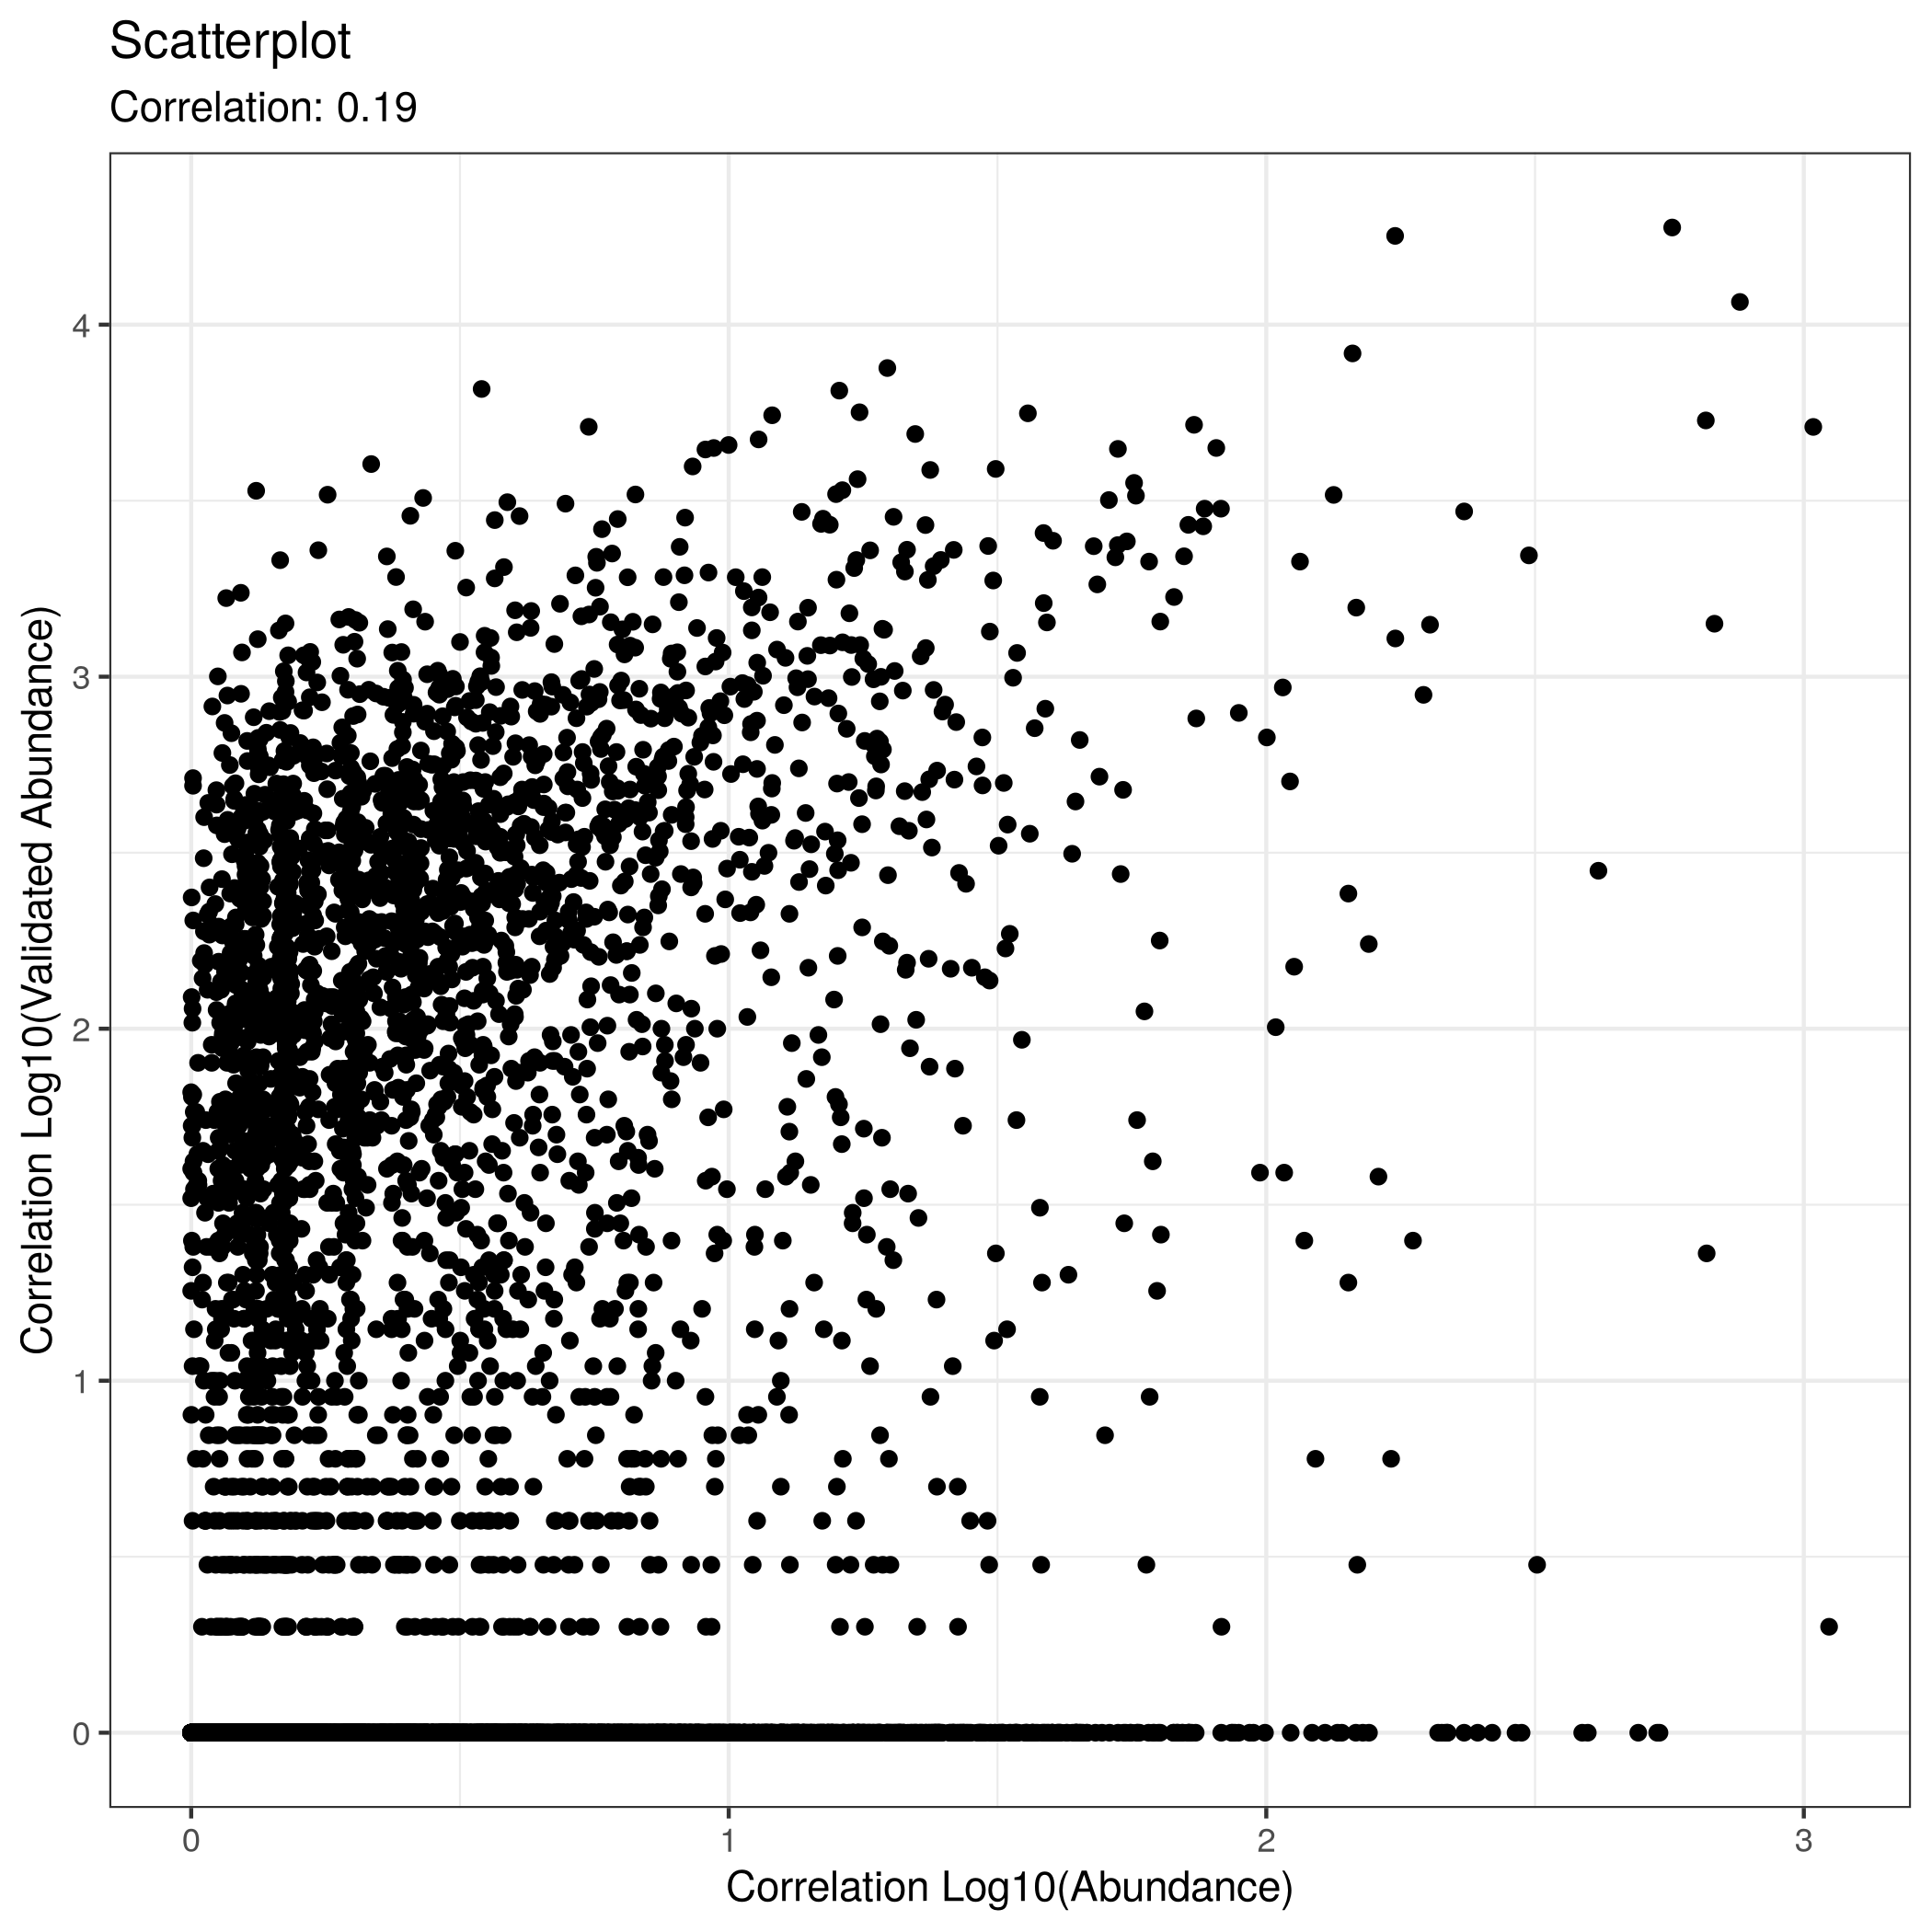 Scatterplot
Correlation: 0.19
Correlation Log10(Validated Abundance)
4
3
2
1
0
0
1
2
3
Correlation Log10(Abundance)